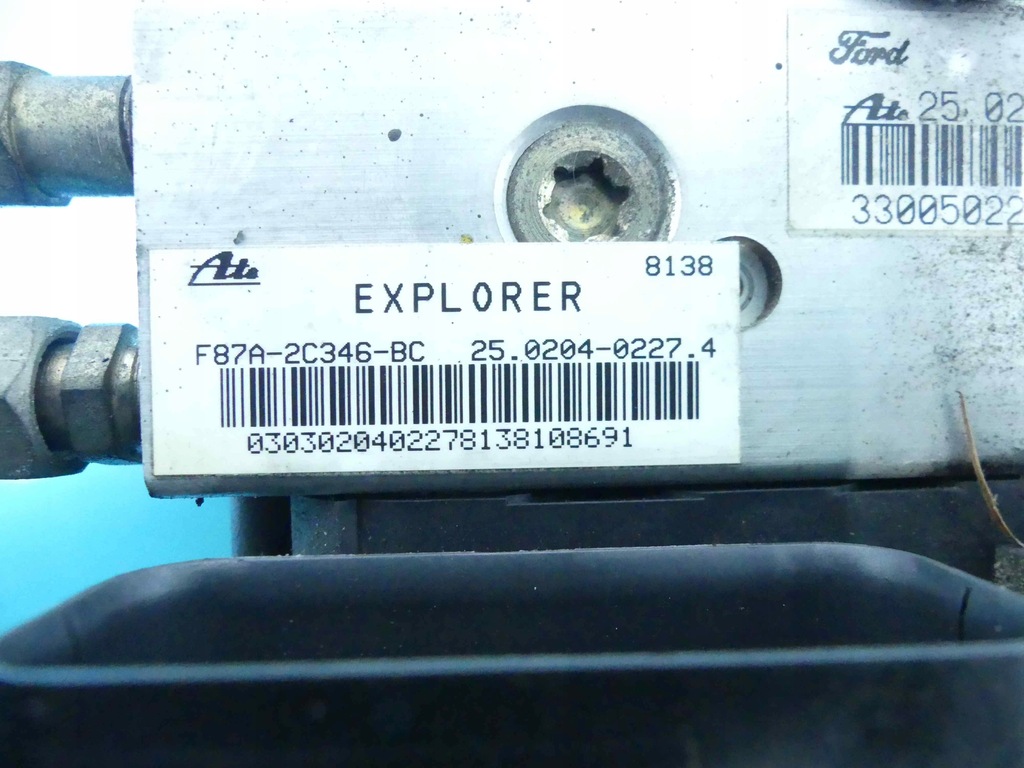 Ford
Ate 25.02
33005022
Ate 8138
EXPLORER
F87A-2C346-BC 25.0204-0227.4
0303020402278138108691